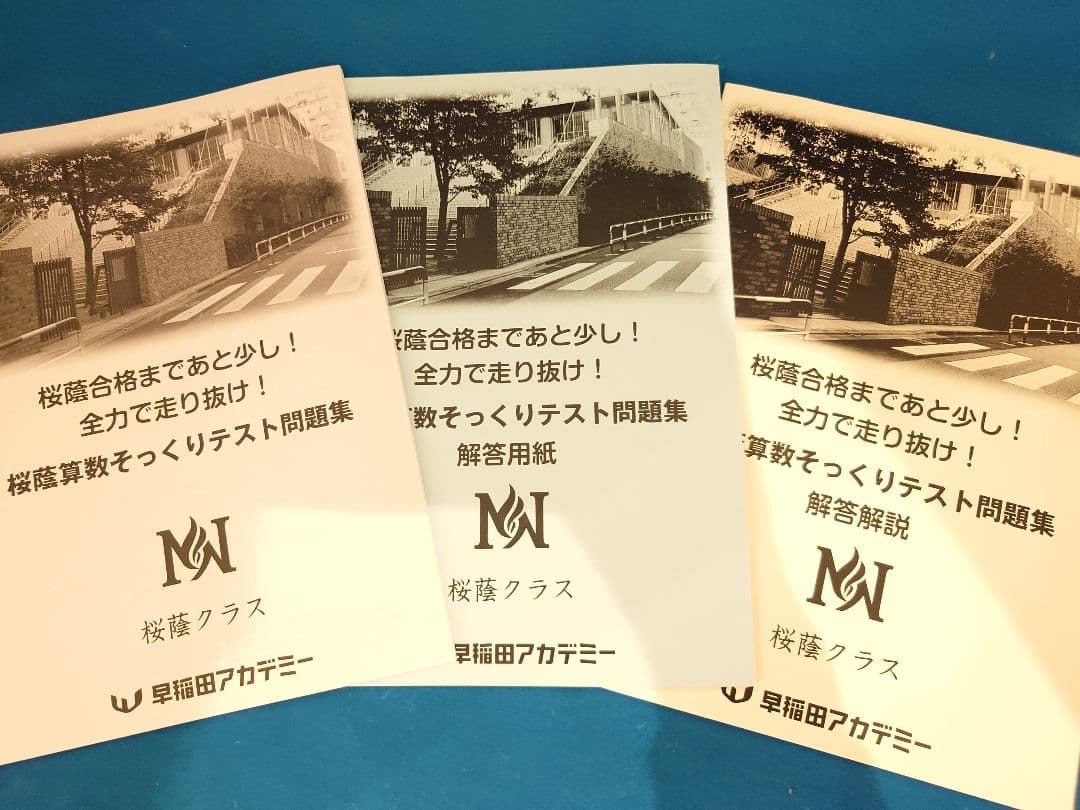 桜蔭合格まであと少し！
全力で走り抜け！
桜蔭算数そっくりテスト問題集
NN
桜蔭クラス
早稲田アカデミー
桜蔭合格まであと少し！
全力で走り抜け！
数そっくりテスト問題集
解答用紙
NN
桜蔭クラス
早稲田アカデミー
桜蔭合格まであと少し！
全力で走り抜け！
算数そっくりテスト問題集
解答解説
NN
桜蔭クラス
早稲田アカデミー